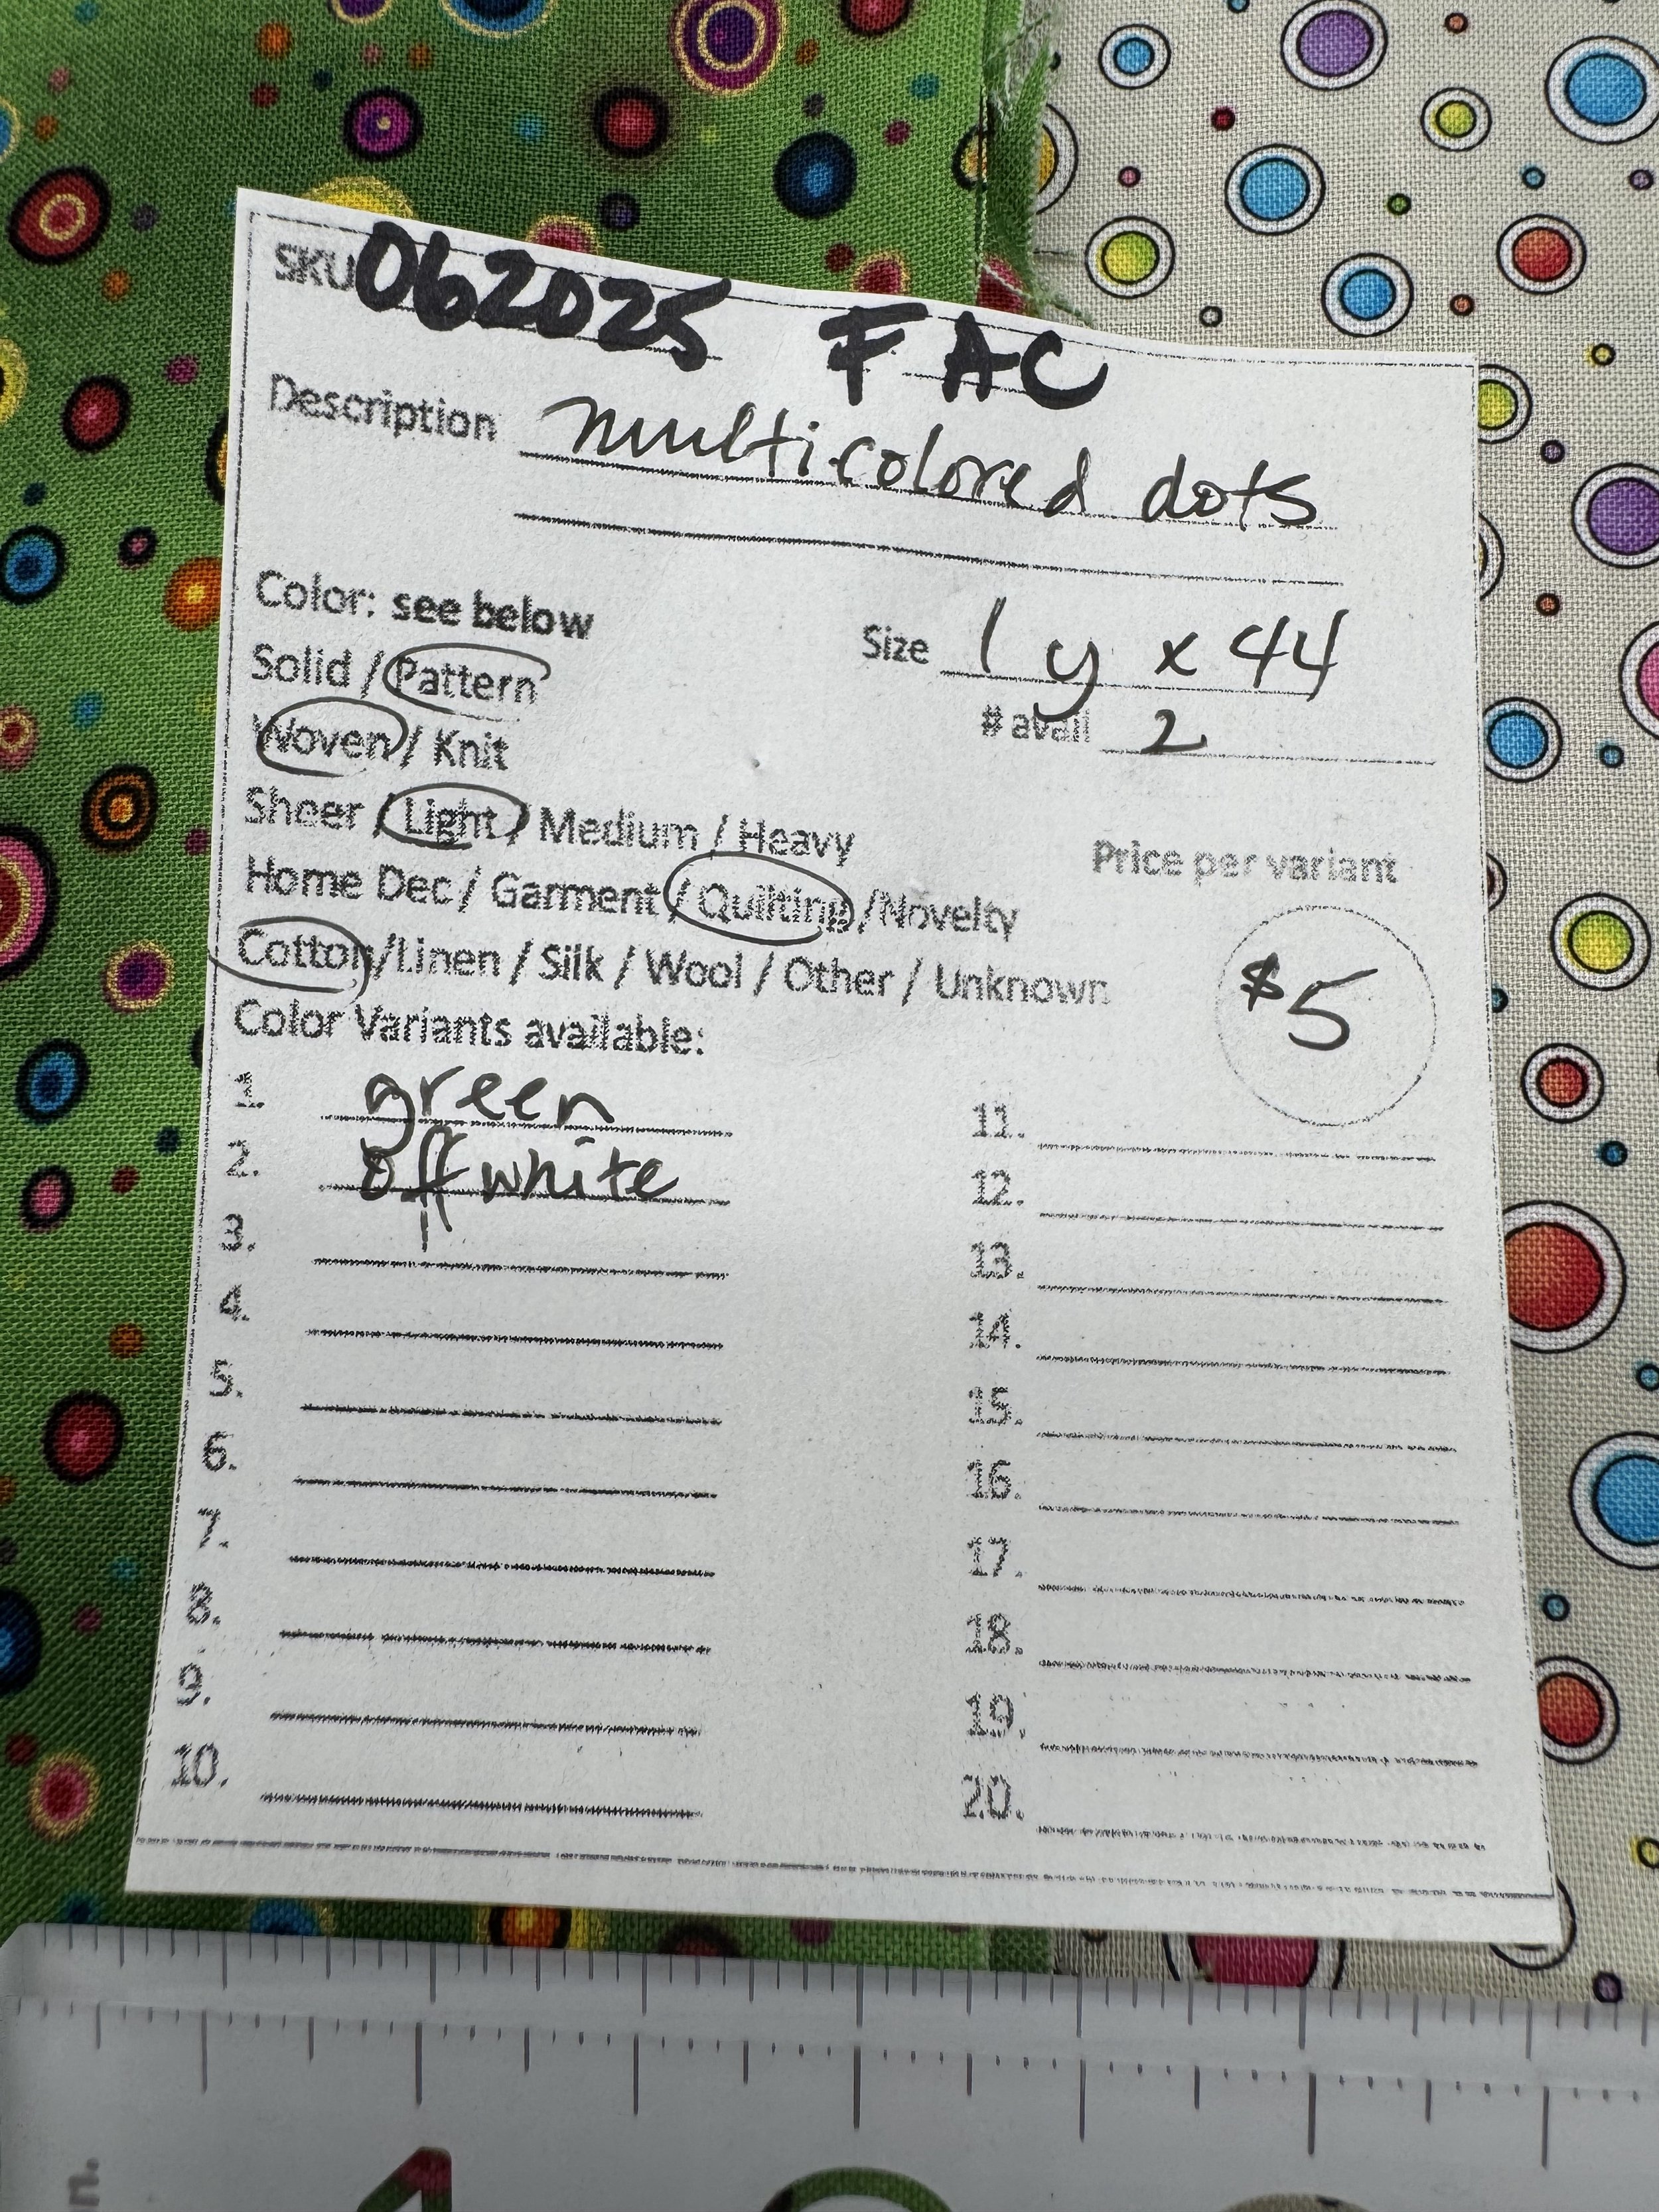 SKU 062025 FAC
Description multicolored dots
Color: see below
Solid / Pattern
Size 1 y x 44
Woven / Knit
# avail 2
Sheer / Light / Medium / Heavy
Home Dec / Garment / Quilting / Novelty
Price per variant
Cotton/Linen / Silk / Wool / Other / Unknown
$5
Color Variants available:
1. green
2. off white
3.
4.
5.
6.
7.
8.
9.
10.
11.
12.
13.
14.
15.
16.
17.
18.
19.
20.